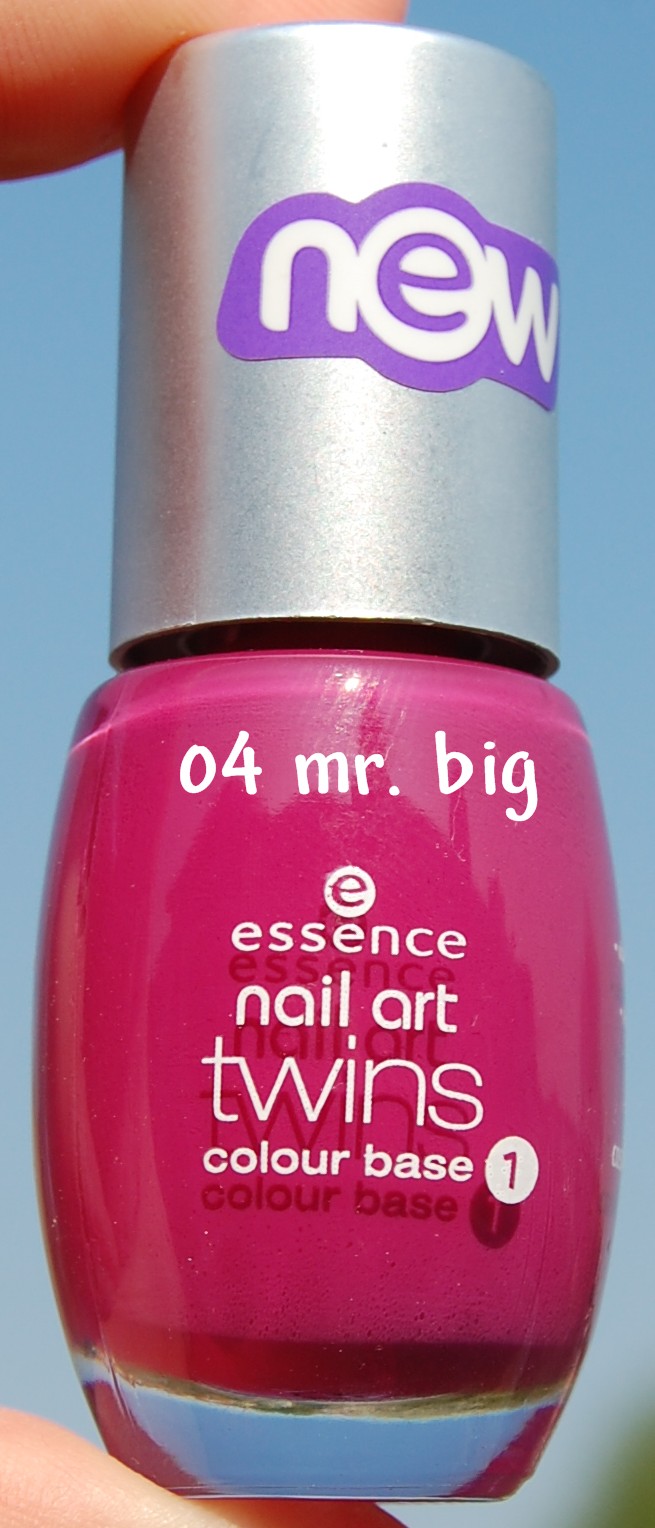 new
04 mr. big
e
essence
nail art
twins
colour base 1